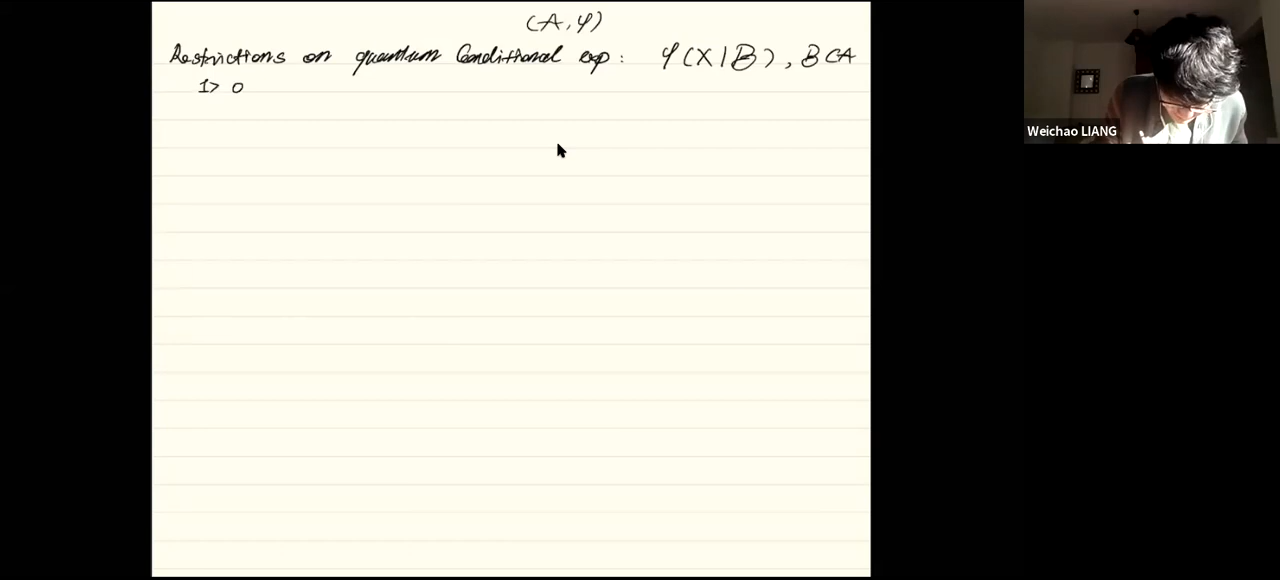 (A, φ)
Restrictions on quantum Conditional exp : φ(X|B), B⊂A
1> 0
Weichao LIANG